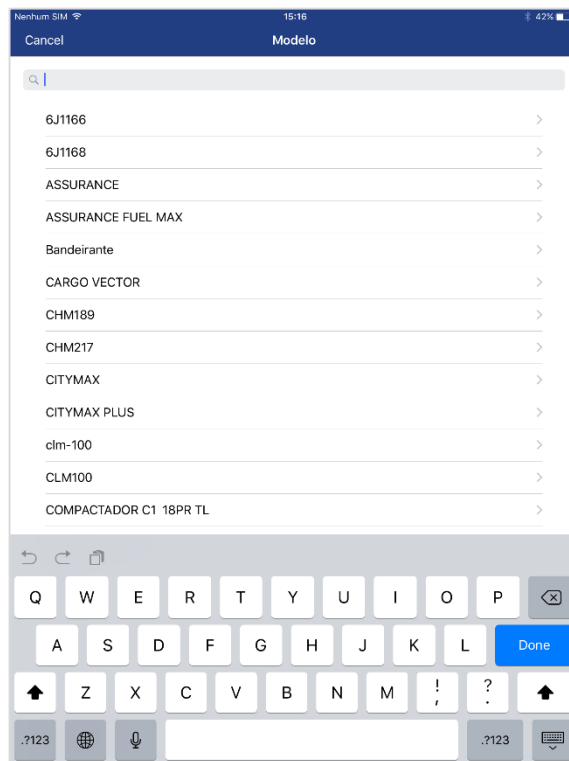 Nenhum SIM 15:16 42%
Cancel Modelo
6J1166
6J1168
ASSURANCE
ASSURANCE FUEL MAX
Bandeirante
CARGO VECTOR
CHM189
CHM217
CITYMAX
CITYMAX PLUS
clm-100
CLM100
COMPACTADOR C1 18PR TL
Q W E R T Y U I O P
A S D F G H J K L Done
Z X C V B N M ! , ? .
.?123 .?123